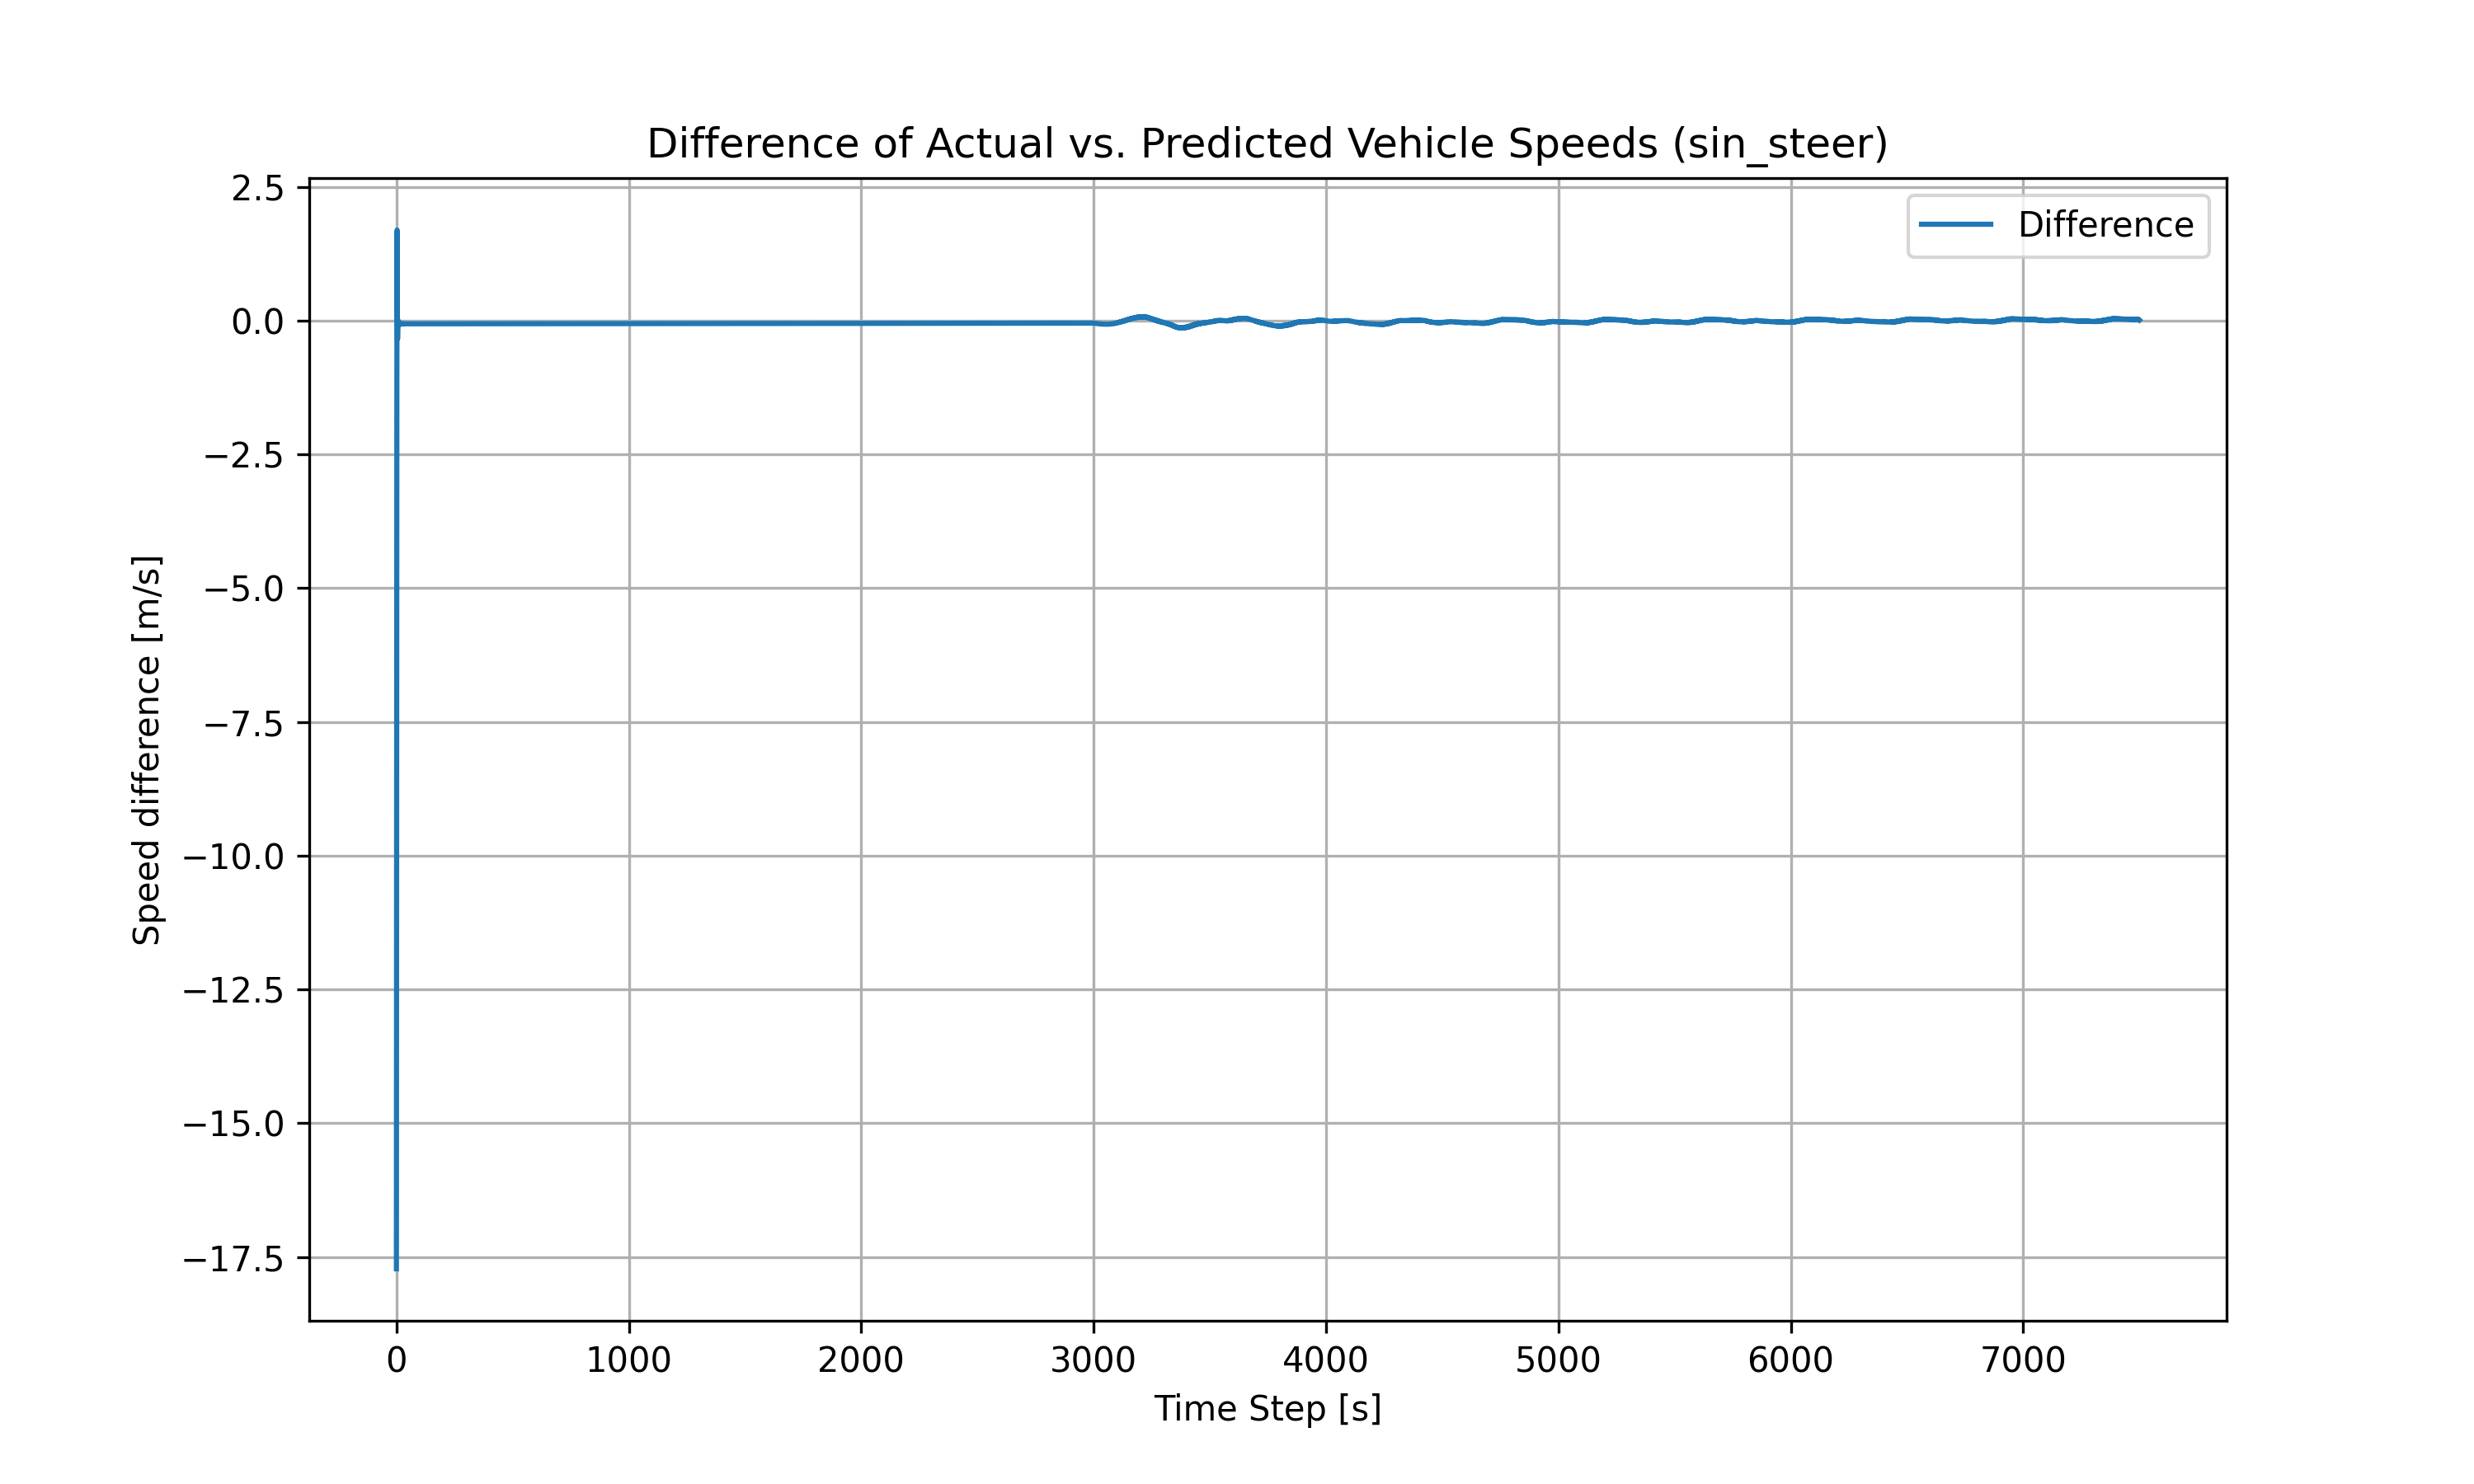 Difference of Actual vs. Predicted Vehicle Speeds (sin_steer)
Difference
2.5
0.0
−2.5
−5.0
−7.5
−10.0
−12.5
−15.0
−17.5
Speed difference [m/s]
0 1000 2000 3000 4000 5000 6000 7000
Time Step [s]